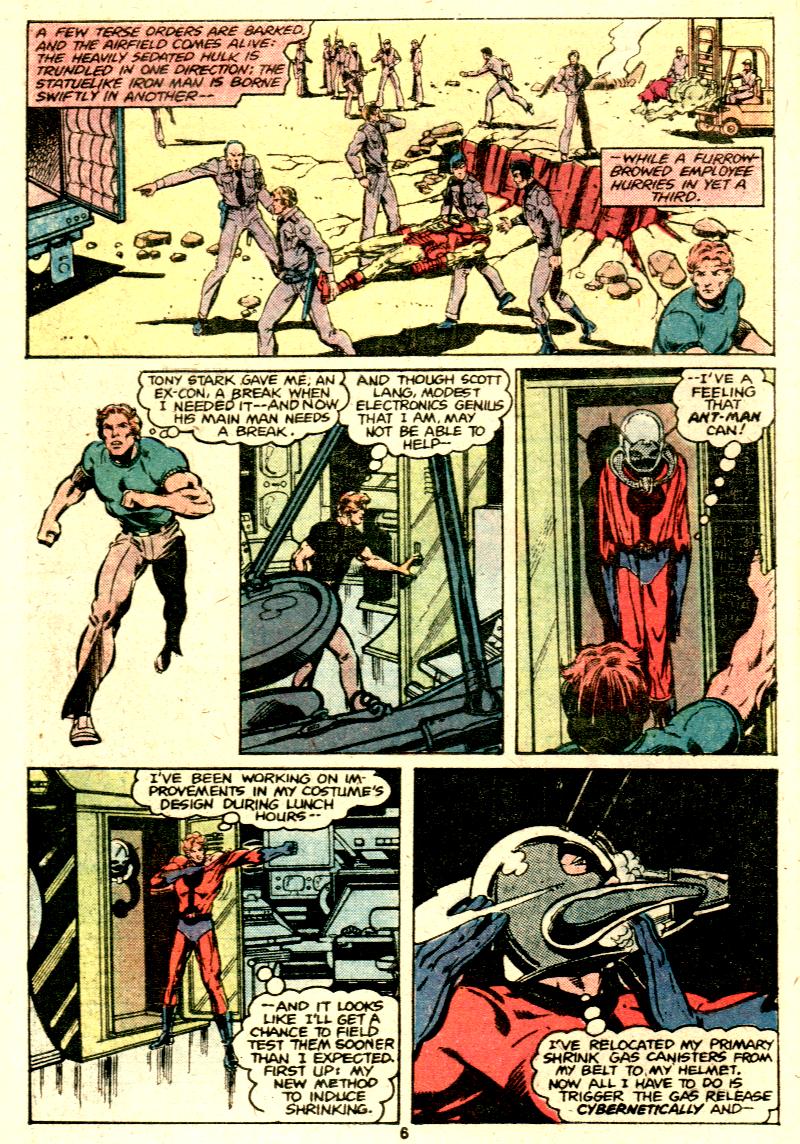 A FEW TERSE ORDERS ARE BARKED,
AND THE AIRFIELD COMES ALIVE:
THE HEAVILY SEDATED HULK IS
TRUNDLED IN ONE DIRECTION; THE
STATUELIKE IRON MAN IS BORNE
SWIFTLY IN ANOTHER--
--WHILE A FURROW-
BROWED EMPLOYEE
HURRIES IN YET A
THIRD.
TONY STARK GAVE ME, AN
EX-CON, A BREAK WHEN
I NEEDED IT--AND NOW
HIS MAIN MAN NEEDS
A BREAK.
AND THOUGH SCOTT
LANG, MODEST
ELECTRONICS GENIUS
THAT I AM, MAY
NOT BE ABLE TO
HELP--
--I'VE A
FEELING
THAT
ANT-MAN
CAN!
I'VE BEEN WORKING ON IM-
PROVEMENTS IN MY COSTUME'S
DESIGN DURING LUNCH
HOURS--
--AND IT LOOKS
LIKE I'LL GET A
CHANCE TO FIELD
TEST THEM SOONER
THAN I EXPECTED.
FIRST UP: MY
NEW METHOD
TO INDUCE
SHRINKING.
I'VE RELOCATED MY PRIMARY
SHRINK GAS CANISTERS FROM
MY BELT TO MY HELMET.
NOW ALL I HAVE TO DO IS
TRIGGER THE GAS RELEASE
CYBERNETICALLY AND--
6